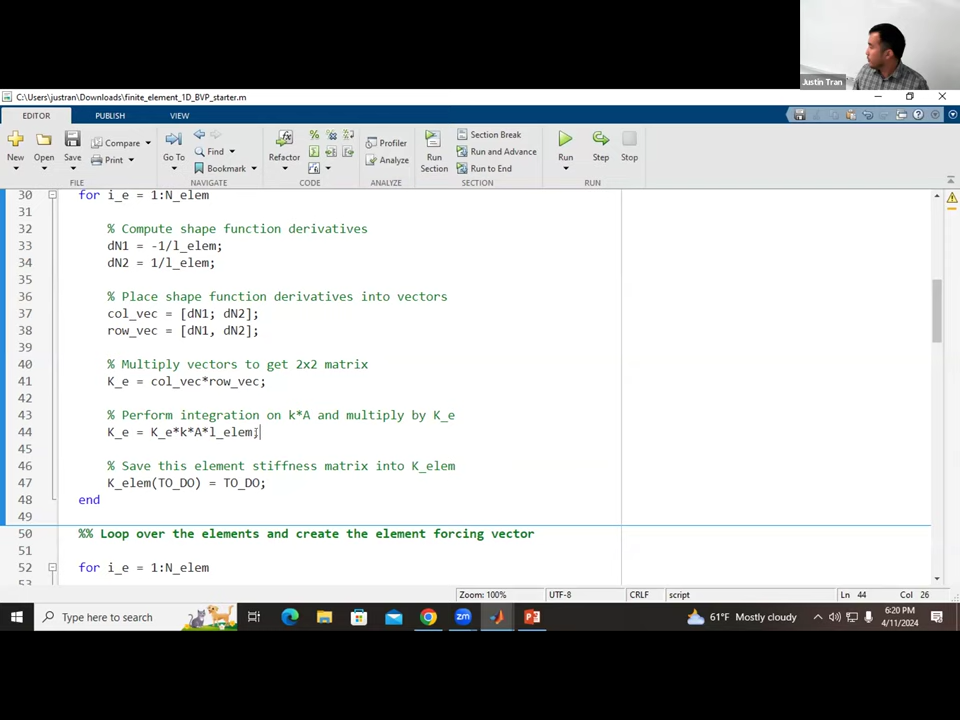 Justin Tran
C:\Users\justran\Downloads\finite_element_1D_BVP_starter.m
EDITOR PUBLISH VIEW
New Open Save Compare Print Go To Find Bookmark Refactor Profiler Analyze Run Section Section Break Run and Advance Run to End Run Step Stop
FILE NAVIGATE CODE ANALYZE SECTION RUN
30 for i_e = 1:N_elem
31
32 % Compute shape function derivatives
33 dN1 = -1/l_elem;
34 dN2 = 1/l_elem;
35
36 % Place shape function derivatives into vectors
37 col_vec = [dN1; dN2];
38 row_vec = [dN1, dN2];
39
40 % Multiply vectors to get 2x2 matrix
41 K_e = col_vec*row_vec;
42
43 % Perform integration on k*A and multiply by K_e
44 K_e = K_e*k*A*l_elem;
45
46 % Save this element stiffness matrix into K_elem
47 K_elem(TO_DO) = TO_DO;
48 end
49
50 %% Loop over the elements and create the element forcing vector
51
52 for i_e = 1:N_elem
53
Zoom: 100% UTF-8 CRLF script Ln 44 Col 26
Type here to search
61°F Mostly cloudy
6:20 PM
4/11/2024